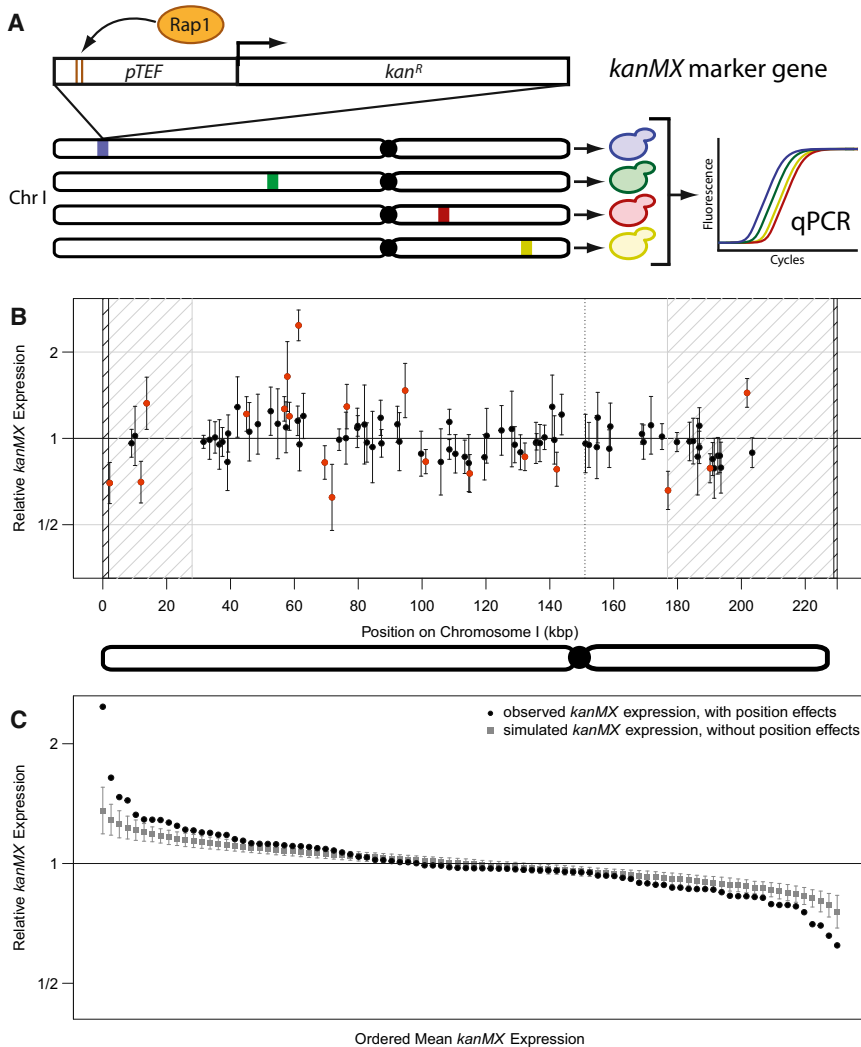 A
Rap1
pTEF
kanR
kanMX marker gene
Chr I
Fluorescence
qPCR
Cycles
B
Relative kanMX Expression
2
1
1/2
0
20
40
60
80
100
120
140
160
180
200
220
Position on Chromosome I (kbp)
C
observed kanMX expression, with position effects
simulated kanMX expression, without position effects
Relative kanMX Expression
2
1
1/2
Ordered Mean kanMX Expression